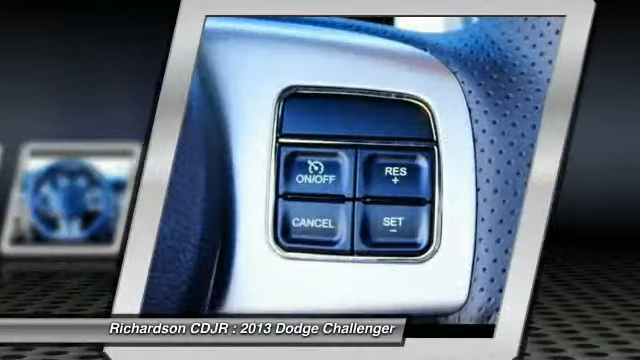 ON/OFF
RES
+
CANCEL
SET
-
Richardson CDJR : 2013 Dodge Challenger